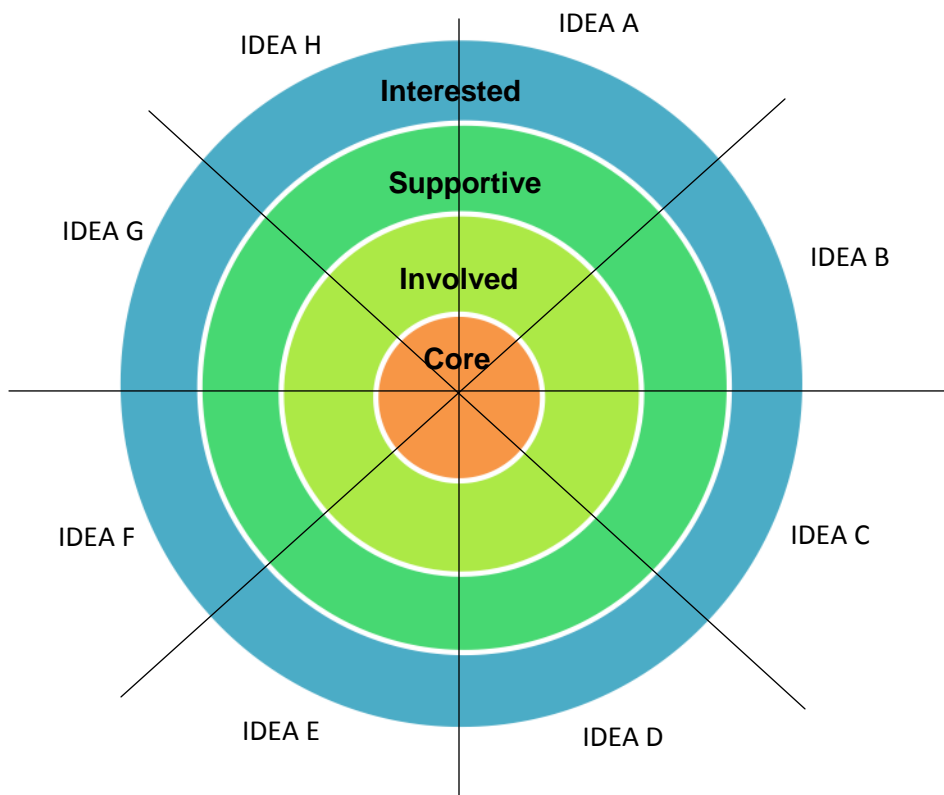 IDEA A
IDEA H
Interested
Supportive
IDEA G
IDEA B
Involved
Core
IDEA F
IDEA C
IDEA E
IDEA D